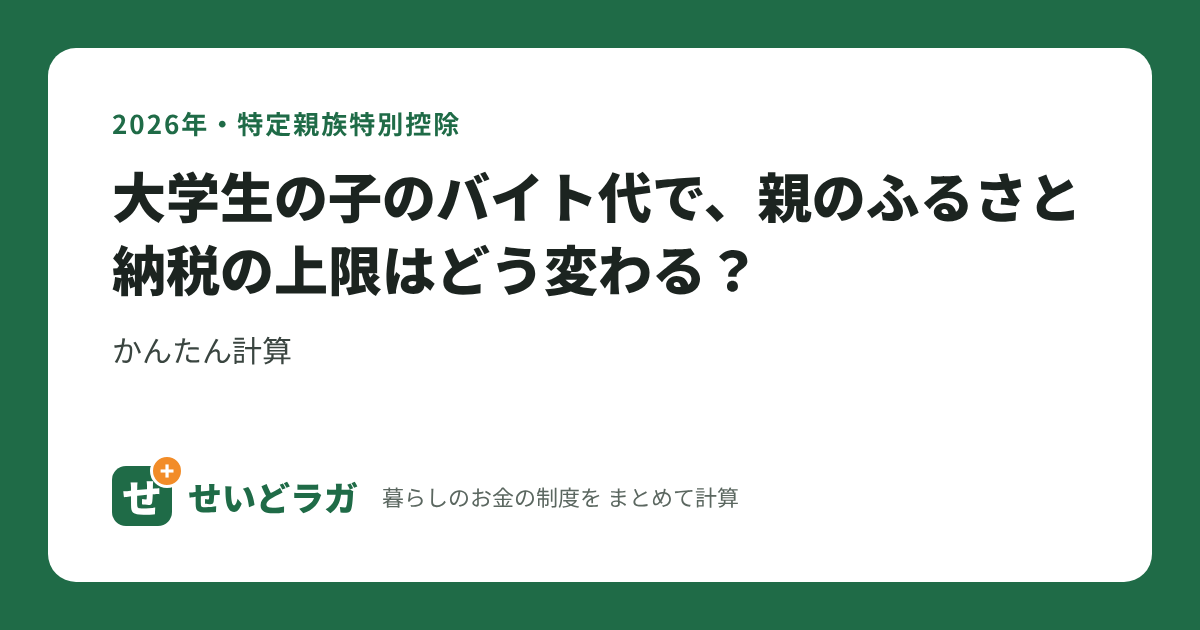 2026年・特定親族特別控除
大学生の子のバイト代で、親のふるさと
納税の上限はどう変わる？
かんたん計算
せ
+
せいどラガ
暮らしのお金の制度を まとめて計算